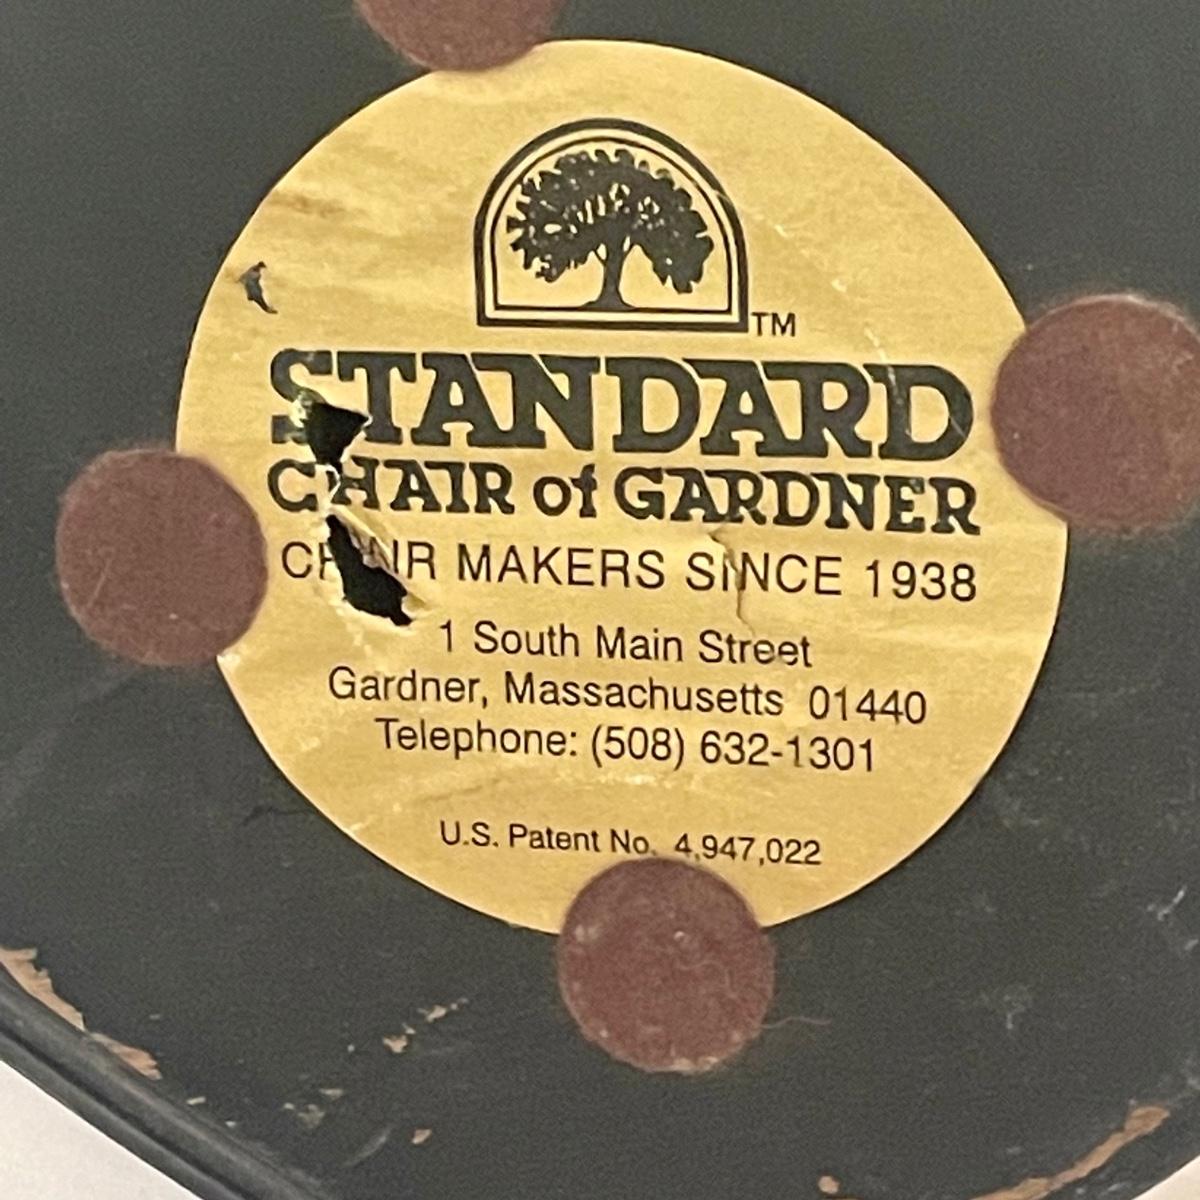 TM
STANDARD
CHAIR of GARDNER
CHAIR MAKERS SINCE 1938
1 South Main Street
Gardner, Massachusetts 01440
Telephone: (508) 632-1301
U.S. Patent No. 4,947,022